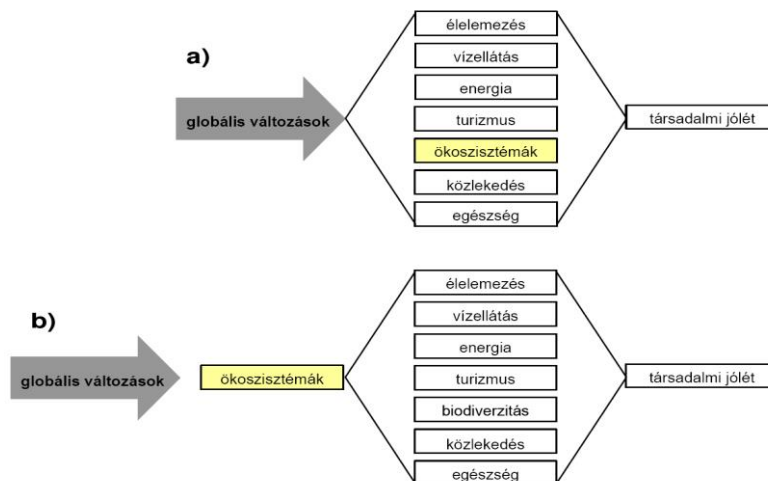 a)
globális változások
élelemezés
vízellátás
energia
turizmus
ökoszisztémák
közlekedés
egészség
társadalmi jólét
b)
globális változások
ökoszisztémák
élelemezés
vízellátás
energia
turizmus
biodiverzitás
közlekedés
egészség
társadalmi jólét